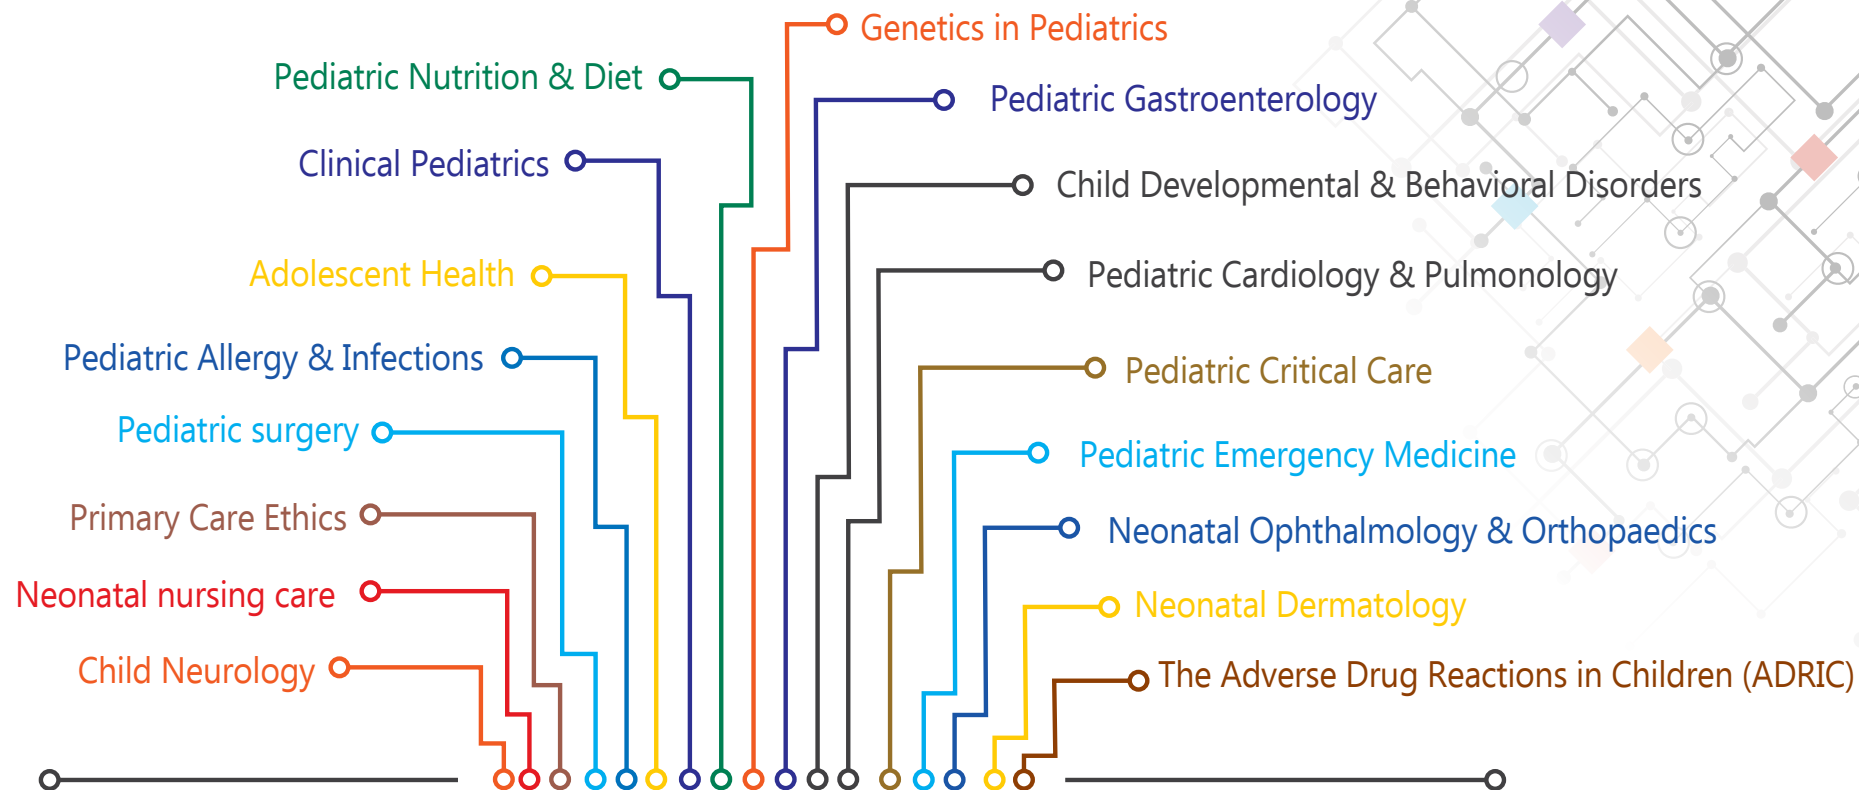 Genetics in Pediatrics
Pediatric Nutrition & Diet
Pediatric Gastroenterology
Clinical Pediatrics
Child Developmental & Behavioral Disorders
Adolescent Health
Pediatric Cardiology & Pulmonology
Pediatric Allergy & Infections
Pediatric Critical Care
Pediatric surgery
Pediatric Emergency Medicine
Primary Care Ethics
Neonatal Ophthalmology & Orthopaedics
Neonatal nursing care
Neonatal Dermatology
Child Neurology
The Adverse Drug Reactions in Children (ADRIC)